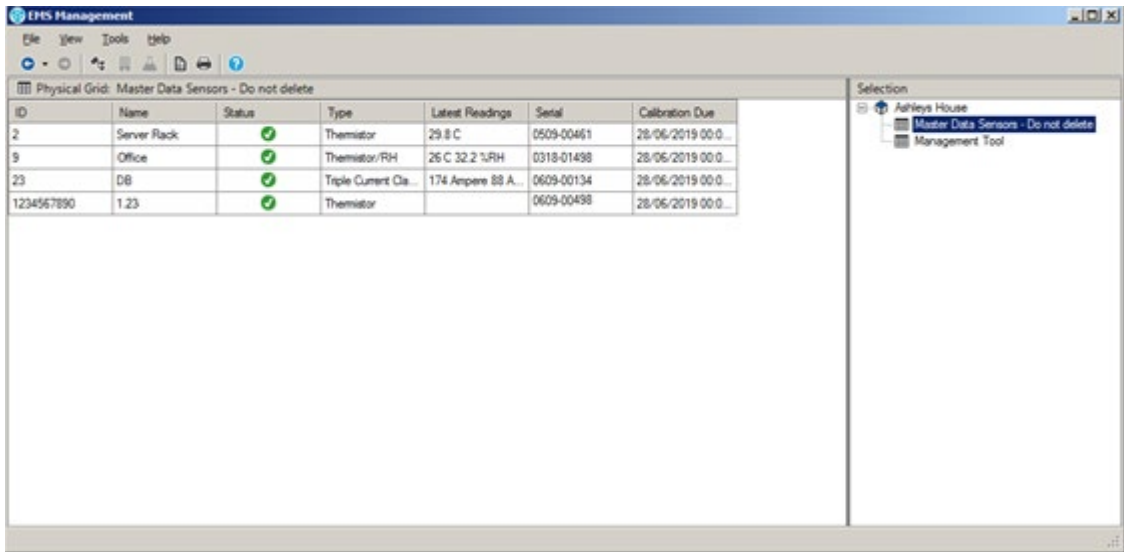 EMS Management
File View Tools Help
Physical Grid: Master Data Sensors - Do not delete
ID Name Status Type Latest Readings Serial Calibration Due
2 Server Rack Thermistor 29.8 C 0509-00461 28/06/2019 00:0...
9 Office Thermistor/RH 26 C 32.2 %RH 0318-01498 28/06/2019 00:0...
23 DB Triple Current Cla... 174 Ampere 88 A... 0609-00134 28/06/2019 00:0...
1234567890 1.23 Thermistor 0609-00498 28/06/2019 00:0...
Selection
Ashleys House
Master Data Sensors - Do not delete
Management Tool